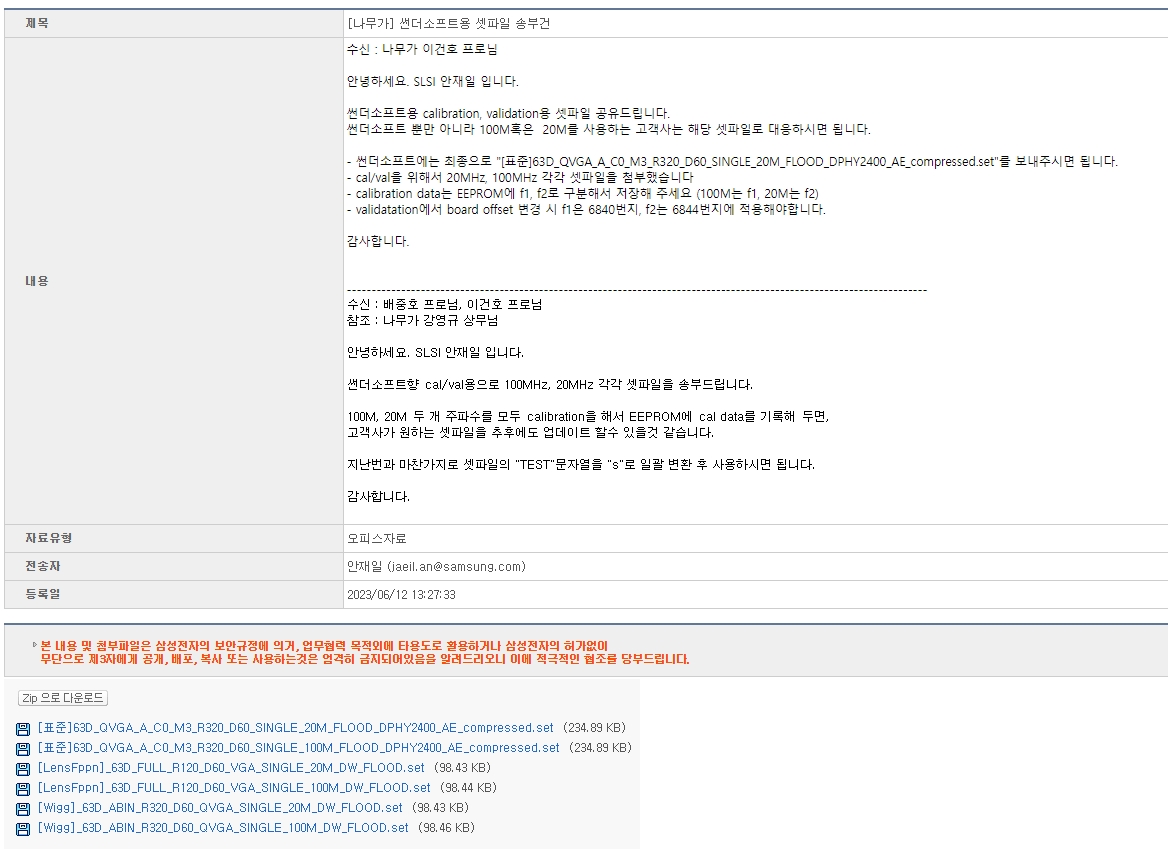 제목
[나무가] 썬더소프트용 셋파일 송부건
내용
수신 : 나무가 이건호 프로님
안녕하세요. SLSI 안재일 입니다.
썬더소프트용 calibration, validation용 셋파일 공유드립니다.
썬더소프트 뿐만 아니라 100M혹은 20M를 사용하는 고객사는 해당 셋파일로 대응하시면 됩니다.
- 썬더소프트에는 최종으로 "[표준]63D_QVGA_A_C0_M3_R320_D60_SINGLE_20M_FLOOD_DPHY2400_AE_compressed.set"를 보내주시면 됩니다.
- cal/val을 위해서 20MHz, 100MHz 각각 셋파일을 첨부했습니다
- calibration data는 EEPROM에 f1, f2로 구분해서 저장해 주세요 (100M는 f1, 20M는 f2)
- validatation에서 board offset 변경 시 f1은 6840번지, f2는 6844번지에 적용해야합니다.
감사합니다.
--------------------------------------------------------------------------------------------------------------------
수신 : 배중호 프로님, 이건호 프로님
참조 : 나무가 강영규 상무님
안녕하세요. SLSI 안재일 입니다.
썬더소프트향 cal/val용으로 100MHz, 20MHz 각각 셋파일을 송부드립니다.
100M, 20M 두 개 주파수를 모두 calibration을 해서 EEPROM에 cal data를 기록해 두면,
고객사가 원하는 셋파일을 추후에도 업데이트 할수 있을것 같습니다.
지난번과 마찬가지로 셋파일의 "TEST"문자열을 "s"로 일괄 변환 후 사용하시면 됩니다.
감사합니다.
자료유형
오피스자료
전송자
안재일 (jaeil.an@samsung.com)
등록일
2023/06/12 13:27:33
본 내용 및 첨부파일은 삼성전자의 보안규정에 의거, 업무협력 목적외에 타용도로 활용하거나 삼성전자의 허가없이
무단으로 제3자에게 공개, 배포, 복사 또는 사용하는것은 엄격히 금지되어있음을 알려드리오니 이에 적극적인 협조를 당부드립니다.
Zip 으로 다운로드
[표준]63D_QVGA_A_C0_M3_R320_D60_SINGLE_20M_FLOOD_DPHY2400_AE_compressed.set (234.89 KB)
[표준]63D_QVGA_A_C0_M3_R320_D60_SINGLE_100M_FLOOD_DPHY2400_AE_compressed.set (234.89 KB)
[LensFppn]_63D_FULL_R120_D60_VGA_SINGLE_20M_DW_FLOOD.set (98.43 KB)
[LensFppn]_63D_FULL_R120_D60_VGA_SINGLE_100M_DW_FLOOD.set (98.44 KB)
[Wigg]_63D_ABIN_R320_D60_QVGA_SINGLE_20M_DW_FLOOD.set (98.43 KB)
[Wigg]_63D_ABIN_R320_D60_QVGA_SINGLE_100M_DW_FLOOD.set (98.46 KB)